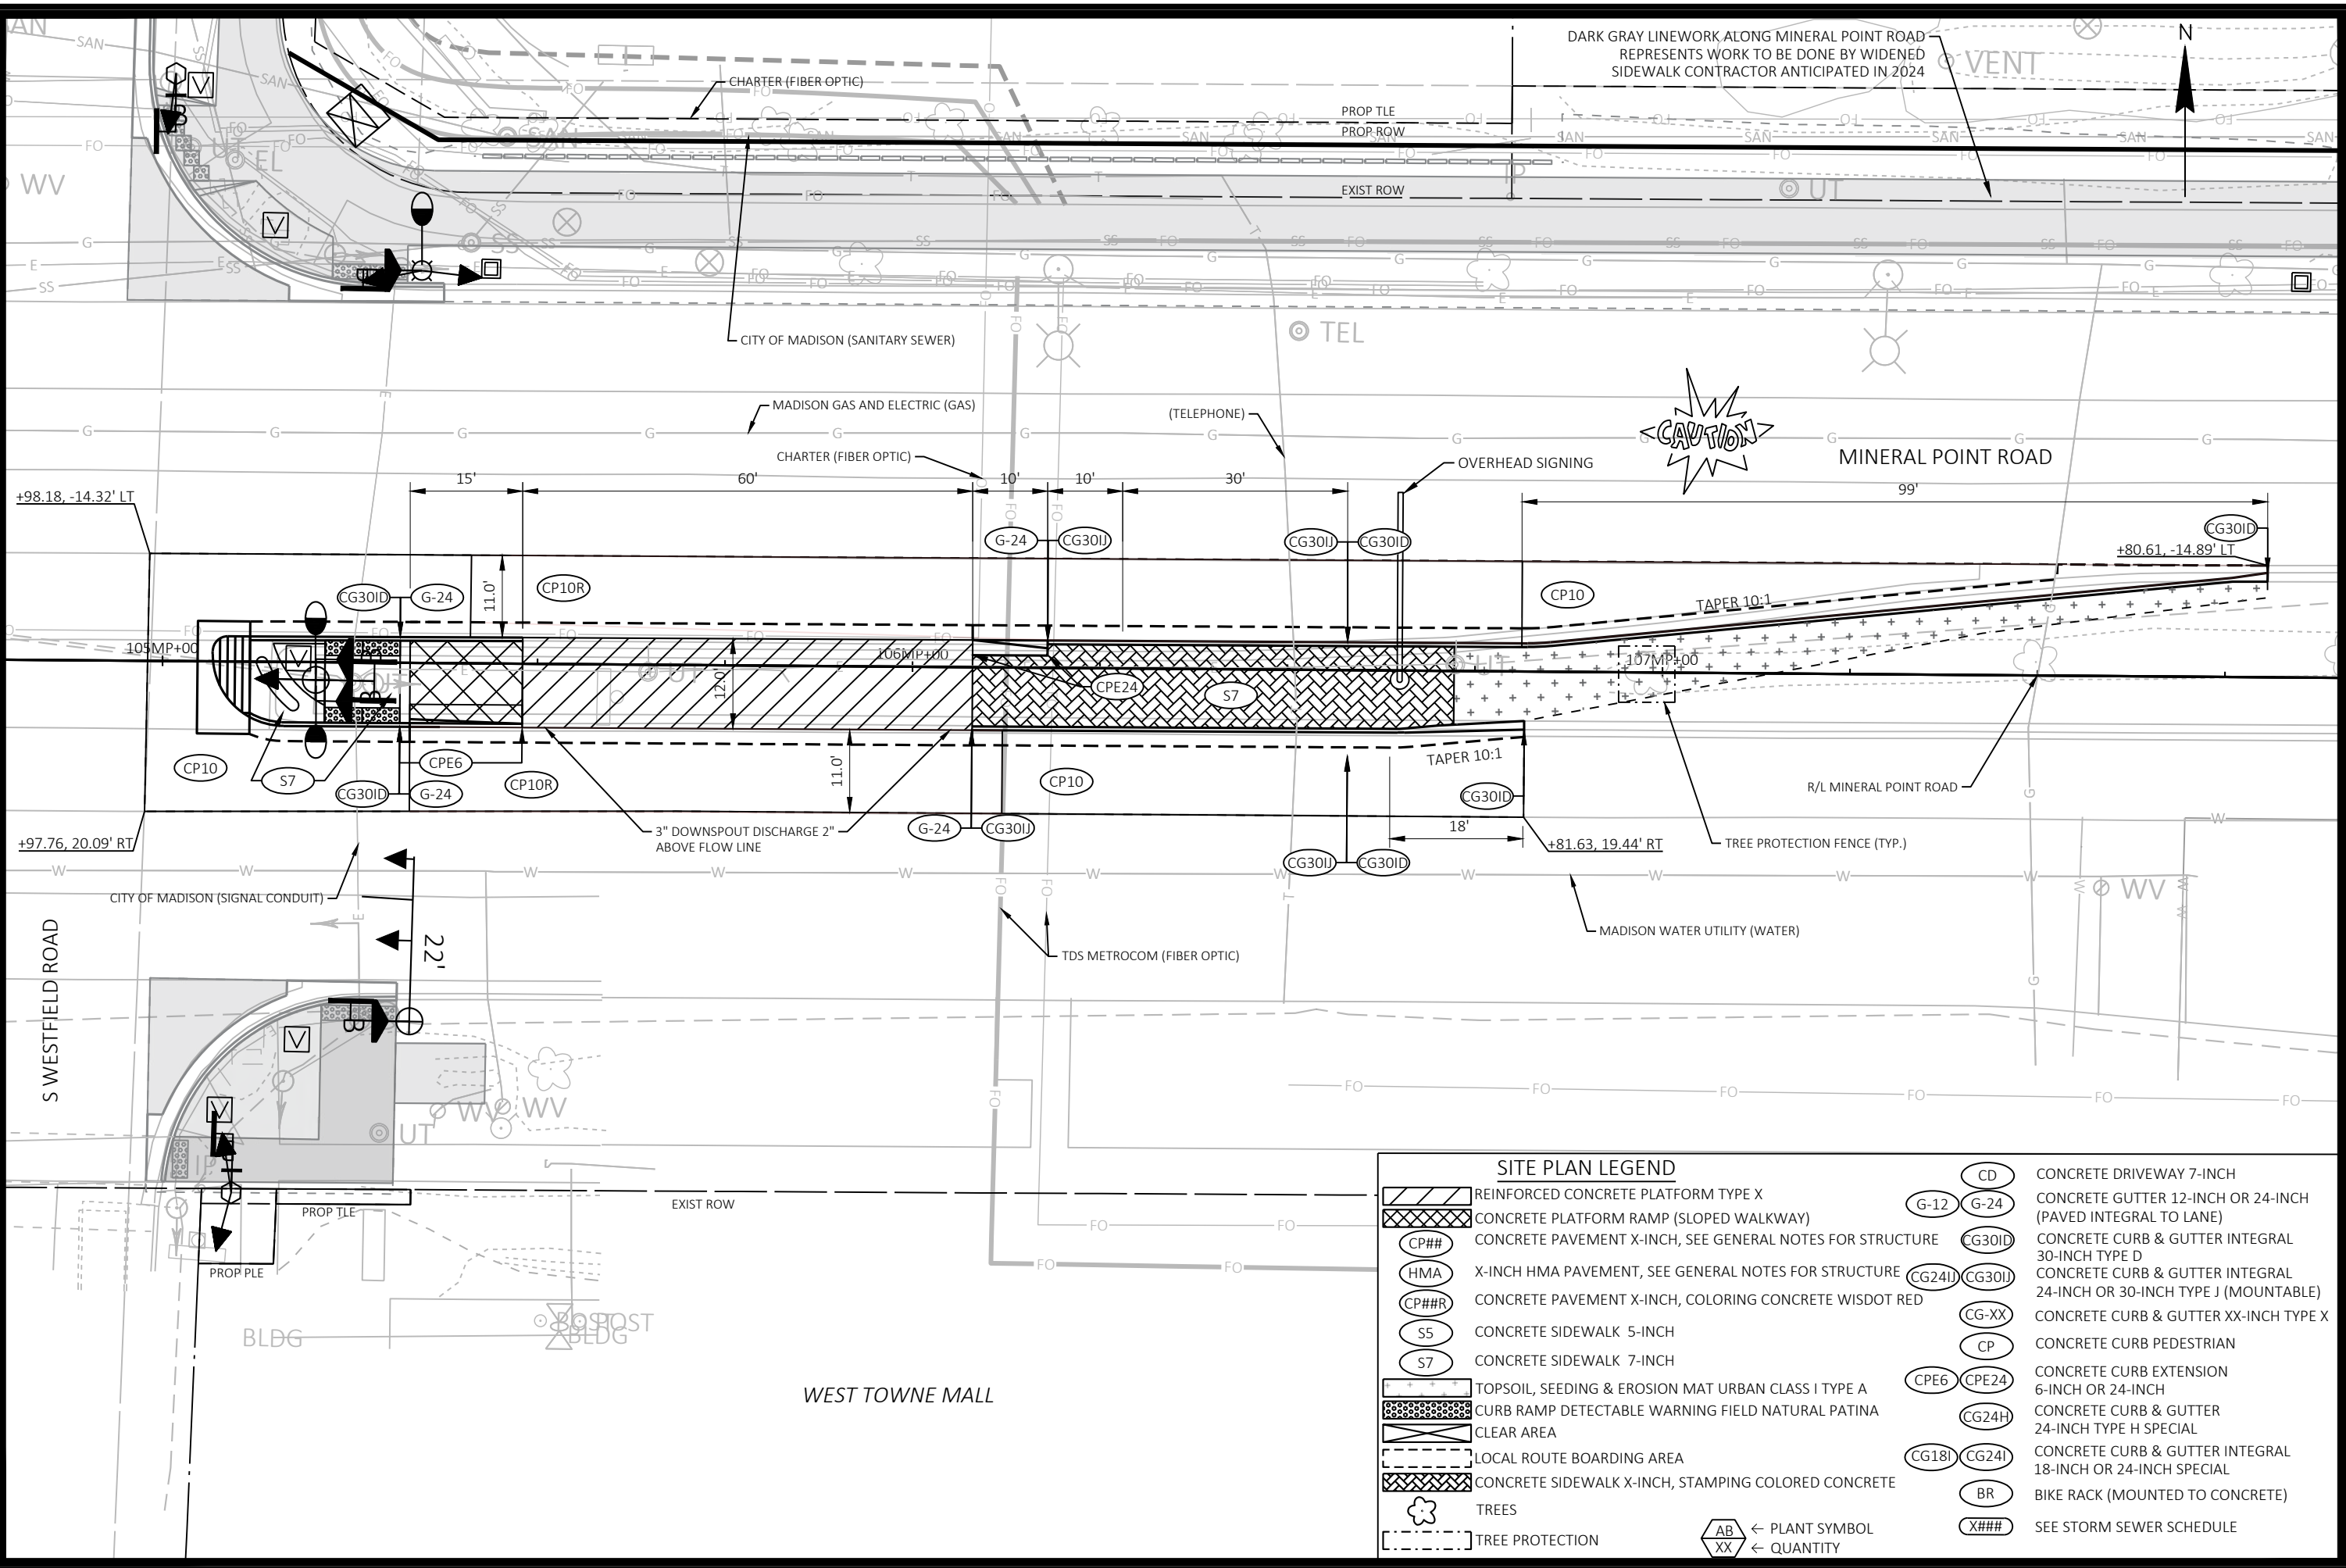 DARK GRAY LINEWORK ALONG MINERAL POINT ROAD
REPRESENTS WORK TO BE DONE BY WIDENED
SIDEWALK CONTRACTOR ANTICIPATED IN 2024
N
VENT
SAN
CHARTER (FIBER OPTIC)
PROP TLE
PROP ROW
EXIST ROW
UT
TEL
WV
SAN
SS
UT
CITY OF MADISON (SANITARY SEWER)
TEL
MADISON GAS AND ELECTRIC (GAS)
(TELEPHONE)
CAUTION
CHARTER (FIBER OPTIC)
OVERHEAD SIGNING
MINERAL POINT ROAD
15'
60'
10'
10'
30'
99'
+98.18, -14.32' LT
G-24
CG30IJ
CG30IJ
CG30ID
CG30ID
+80.61, -14.89' LT
CG30ID
G-24
11.0'
CP10R
CP10
TAPER 10:1
105MP+00
106MP+00
107MP+00
UT
UT
12.0'
CPE24
S7
CP10
S7
CPE6
CG30ID
G-24
CP10R
11.0'
CP10
TAPER 10:1
CG30ID
R/L MINERAL POINT ROAD
3" DOWNSPOUT DISCHARGE 2"
ABOVE FLOW LINE
G-24
CG30IJ
18'
+97.76, 20.09' RT
+81.63, 19.44' RT
TREE PROTECTION FENCE (TYP.)
CG30IJ
CG30ID
CITY OF MADISON (SIGNAL CONDUIT)
WV
22'
MADISON WATER UTILITY (WATER)
TDS METROCOM (FIBER OPTIC)
S WESTFIELD ROAD
B
WV
WV
UT
IP
EXIST ROW
PROP TLE
PROP PLE
BLDG
POST
BLDG
WEST TOWNE MALL
SITE PLAN LEGEND
REINFORCED CONCRETE PLATFORM TYPE X
CONCRETE PLATFORM RAMP (SLOPED WALKWAY)
CP## CONCRETE PAVEMENT X-INCH, SEE GENERAL NOTES FOR STRUCTURE
HMA X-INCH HMA PAVEMENT, SEE GENERAL NOTES FOR STRUCTURE
CP##R CONCRETE PAVEMENT X-INCH, COLORING CONCRETE WISDOT RED
S5 CONCRETE SIDEWALK 5-INCH
S7 CONCRETE SIDEWALK 7-INCH
TOPSOIL, SEEDING & EROSION MAT URBAN CLASS I TYPE A
CURB RAMP DETECTABLE WARNING FIELD NATURAL PATINA
CLEAR AREA
LOCAL ROUTE BOARDING AREA
CONCRETE SIDEWALK X-INCH, STAMPING COLORED CONCRETE
TREES
TREE PROTECTION
AB ← PLANT SYMBOL
XX ← QUANTITY
CD CONCRETE DRIVEWAY 7-INCH
G-12 G-24 CONCRETE GUTTER 12-INCH OR 24-INCH
(PAVED INTEGRAL TO LANE)
CG30ID CONCRETE CURB & GUTTER INTEGRAL
30-INCH TYPE D
CG24IJ CG30IJ CONCRETE CURB & GUTTER INTEGRAL
24-INCH OR 30-INCH TYPE J (MOUNTABLE)
CG-XX CONCRETE CURB & GUTTER XX-INCH TYPE X
CP CONCRETE CURB PEDESTRIAN
CPE6 CPE24 CONCRETE CURB EXTENSION
6-INCH OR 24-INCH
CG24H CONCRETE CURB & GUTTER
24-INCH TYPE H SPECIAL
CG18I CG24I CONCRETE CURB & GUTTER INTEGRAL
18-INCH OR 24-INCH SPECIAL
BR BIKE RACK (MOUNTED TO CONCRETE)
X### SEE STORM SEWER SCHEDULE